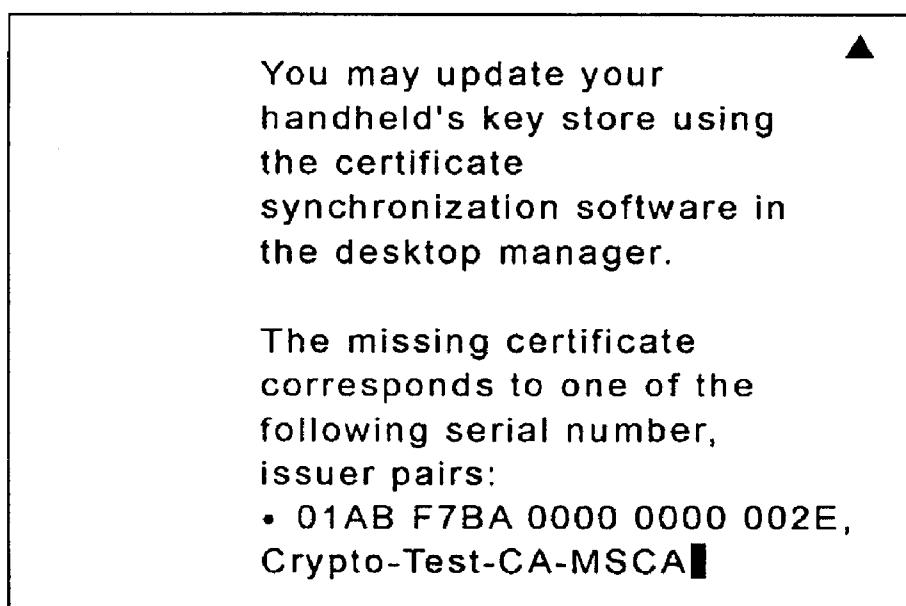 You may update your
handheld's key store using
the certificate
synchronization software in
the desktop manager.
The missing certificate
corresponds to one of the
following serial number,
issuer pairs:
• 01AB F7BA 0000 0000 002E,
Crypto-Test-CA-MSCA